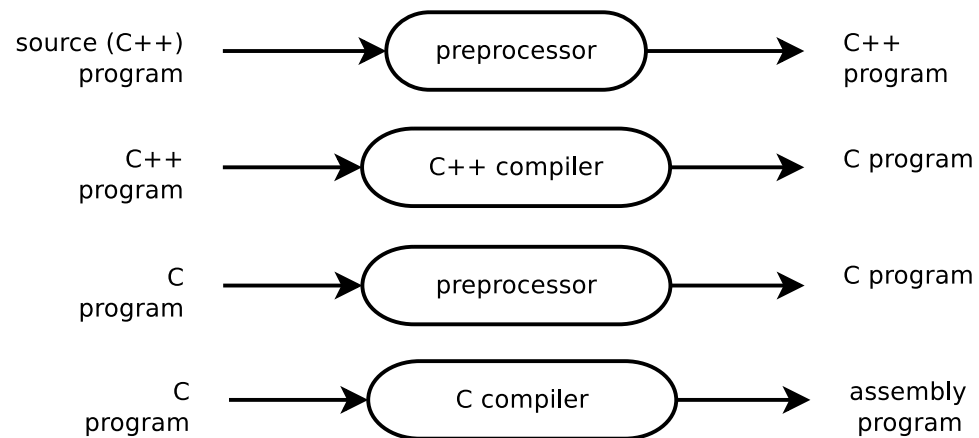 source (C++)
program
preprocessor
C++
program
C++
program
C++ compiler
C program
C
program
preprocessor
C program
C
program
C compiler
assembly
program